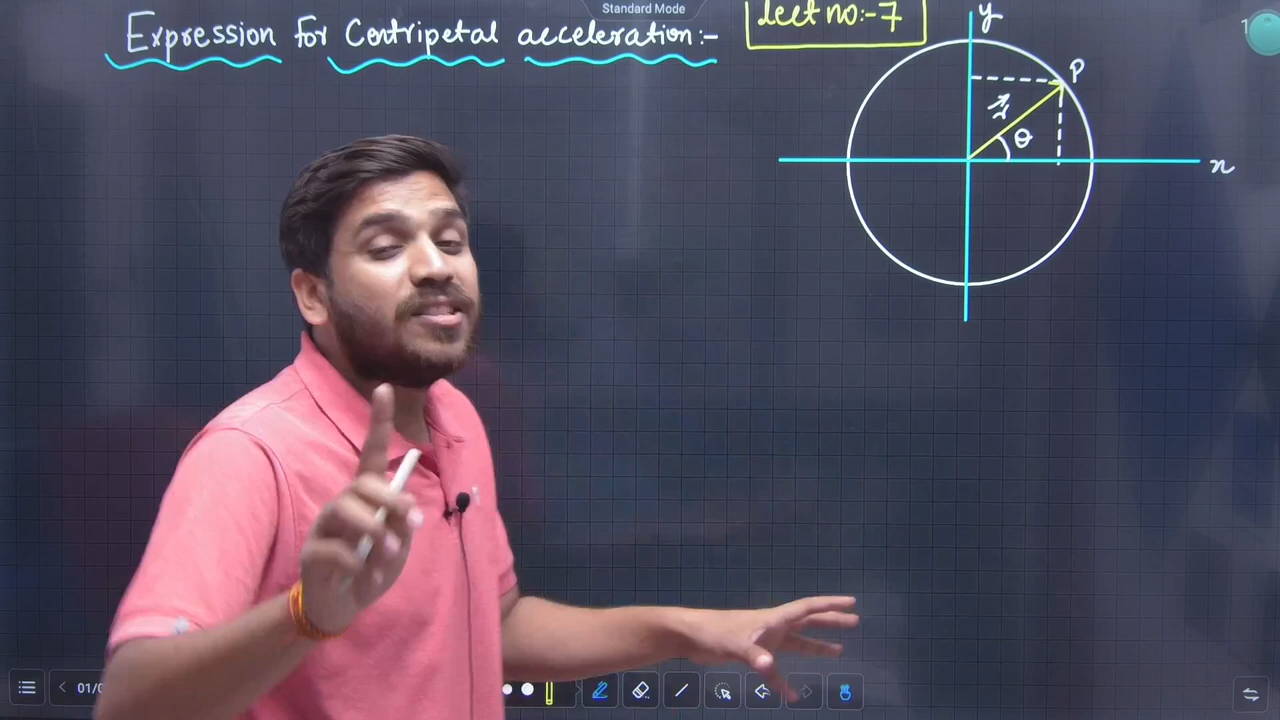 Standard Mode
Expression for Centripetal acceleration:-
Lect no:-7
y
P
r
θ
x
01/0